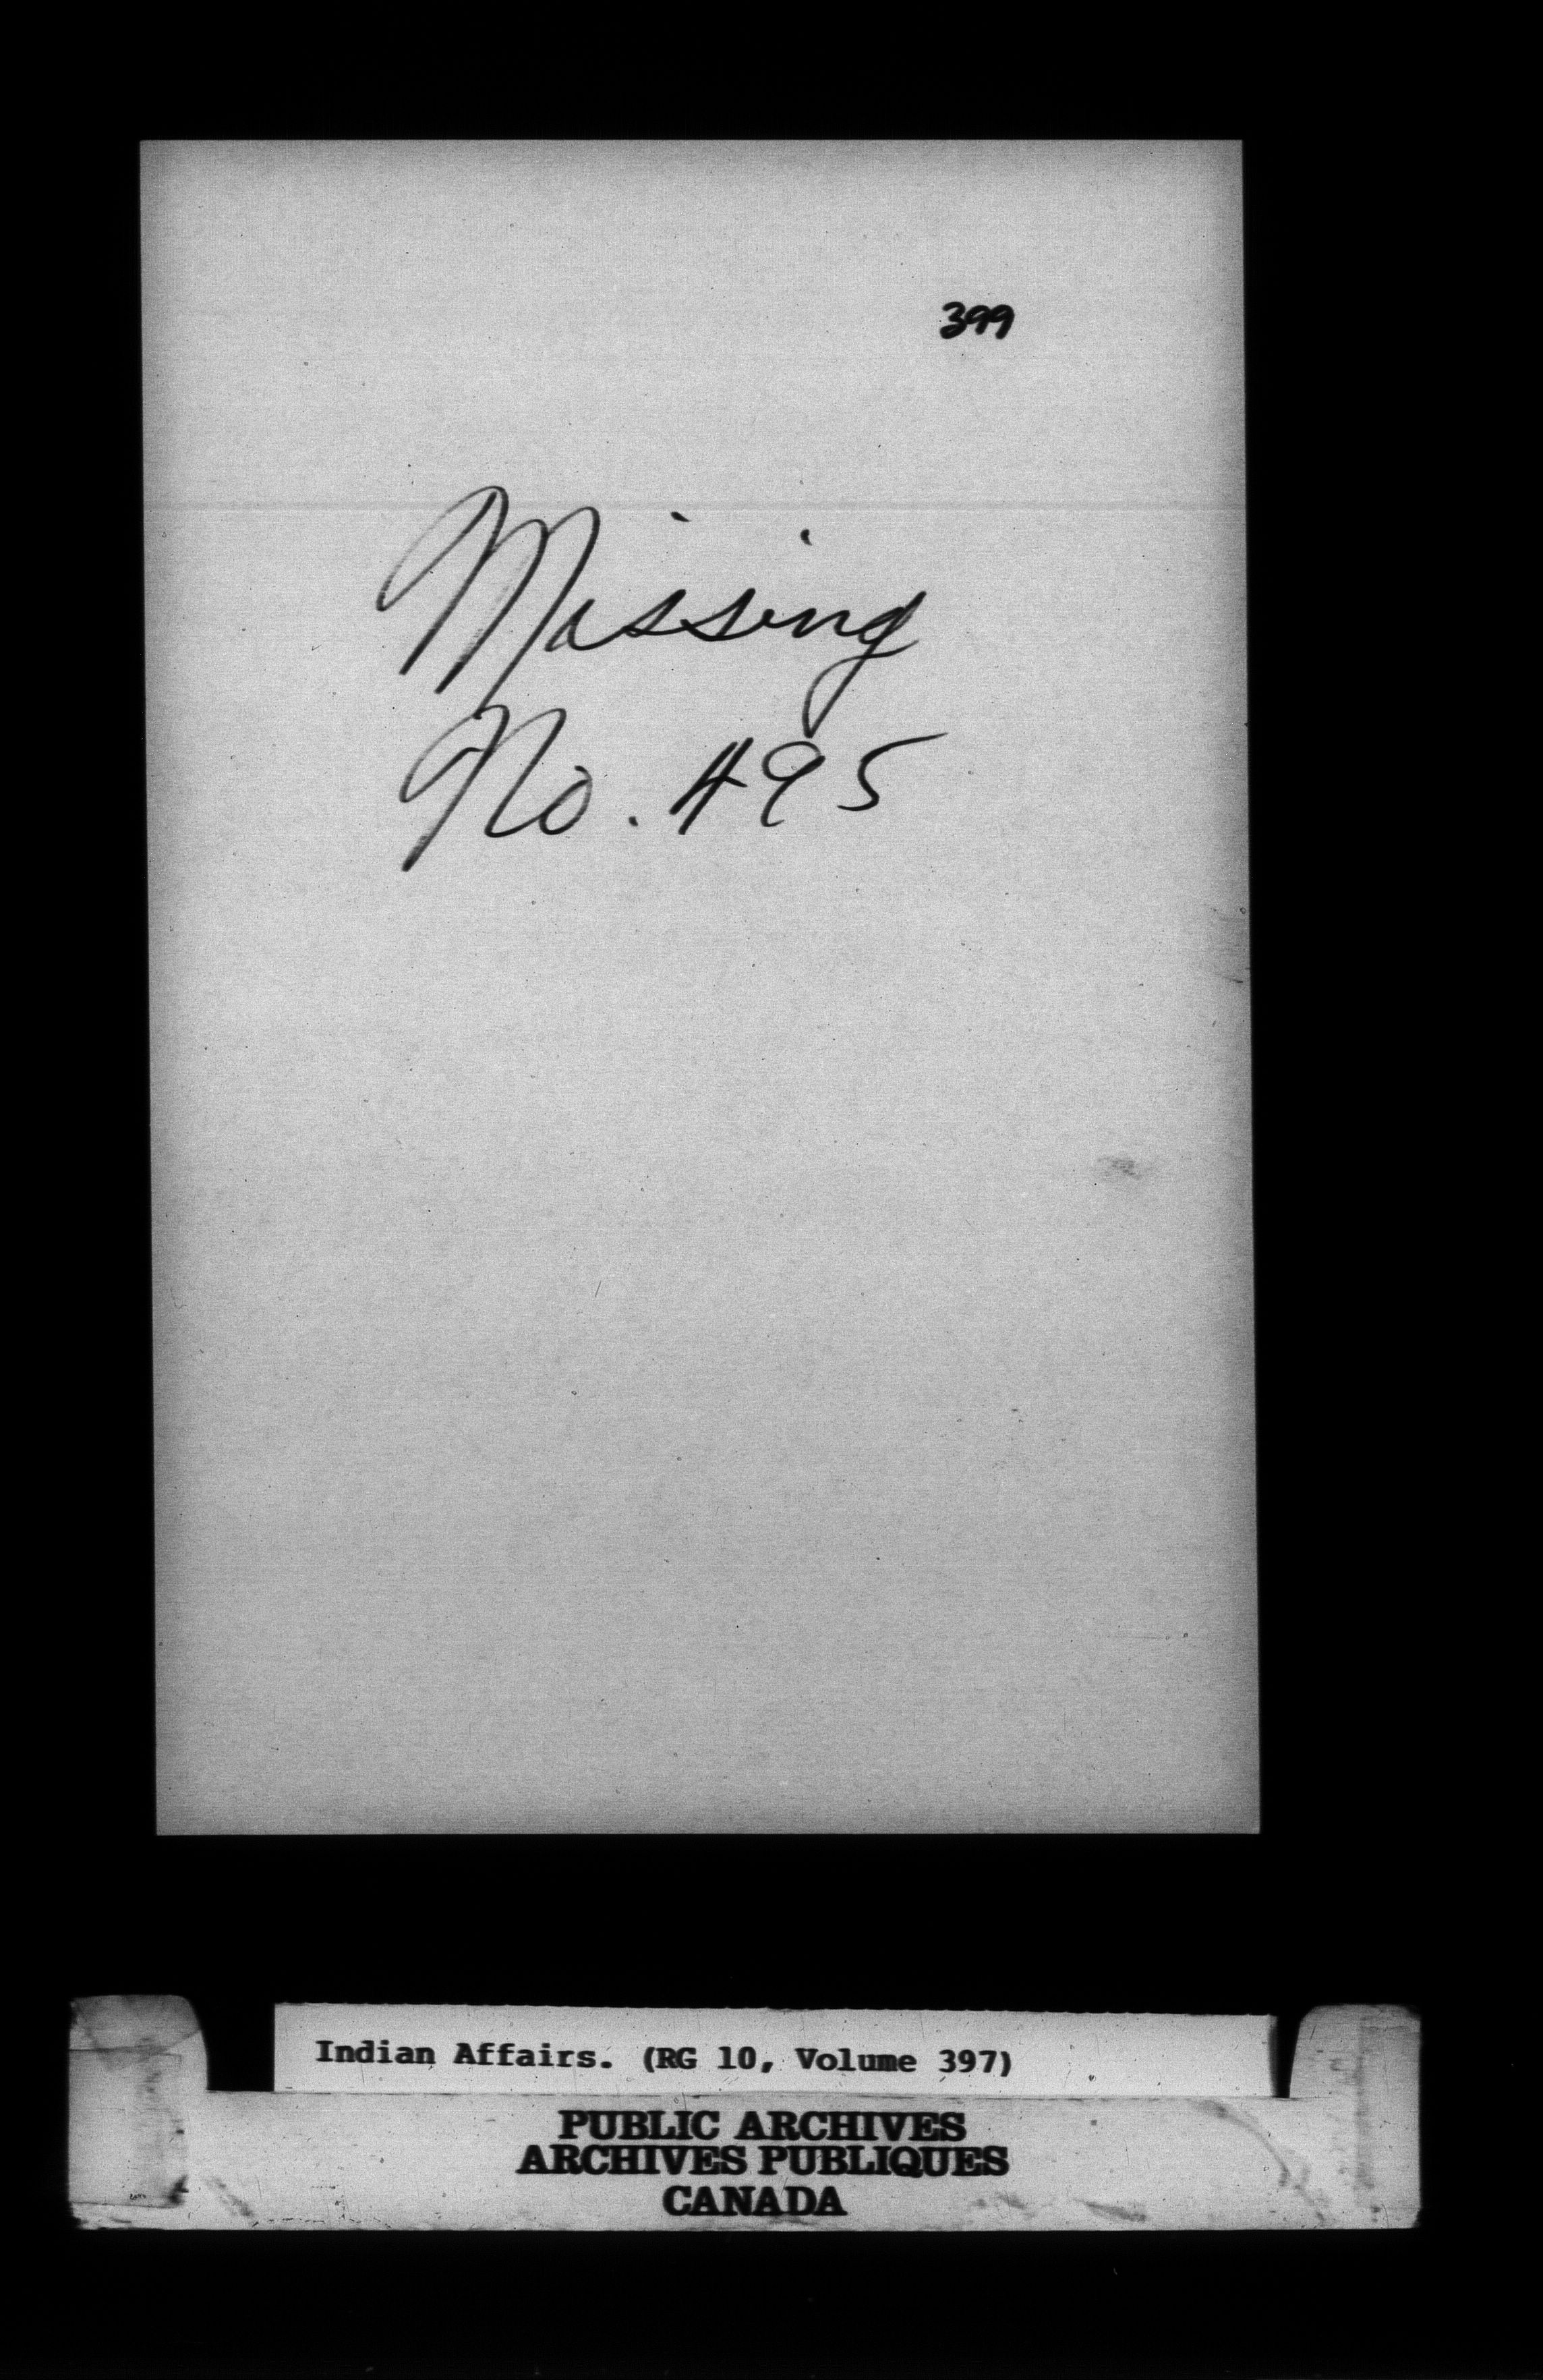 399
Missing
No. 495
Indian Affairs. (RG 10, Volume 397)
PUBLIC ARCHIVES
ARCHIVES PUBLIQUES
CANADA